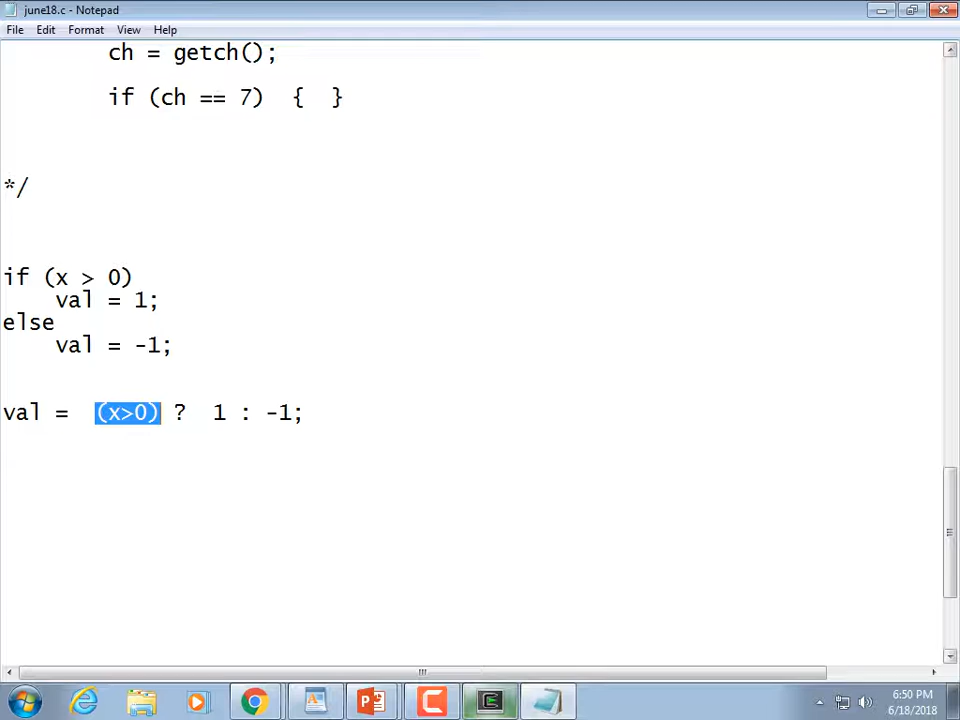 june18.c - Notepad
File Edit Format View Help
ch = getch();
if (ch == 7) { }
*/
if (x > 0)
val = 1;
else
val = -1;
val = (x>0) ? 1 : -1;
6:50 PM
6/18/2018